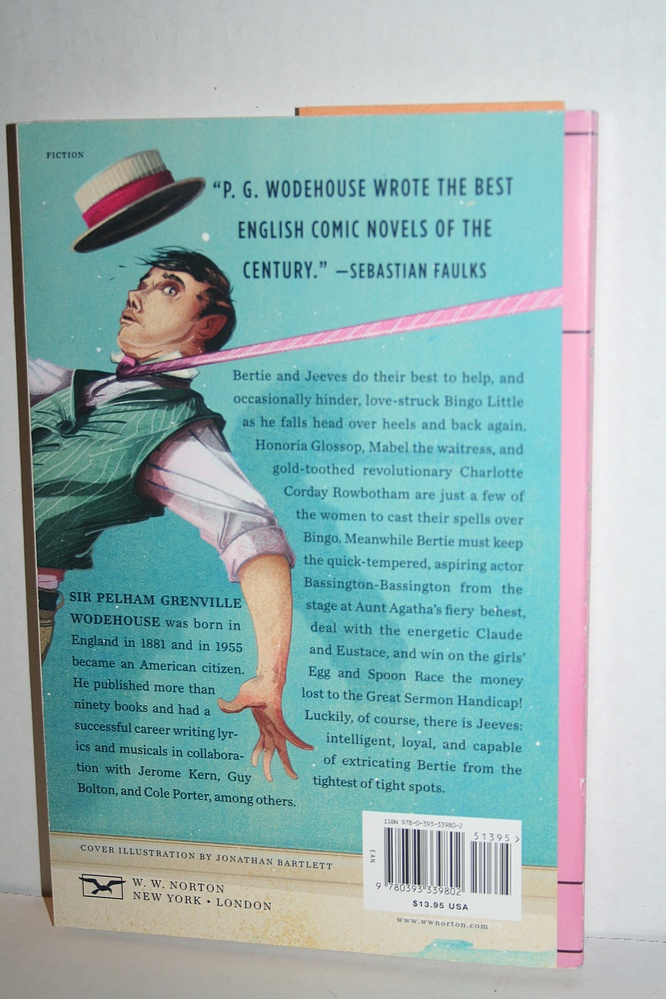 FICTION
“P. G. WODEHOUSE WROTE THE BEST
ENGLISH COMIC NOVELS OF THE
CENTURY.” —SEBASTIAN FAULKS
Bertie and Jeeves do their best to help, and
occasionally hinder, love-struck Bingo Little
as he falls head over heels and back again.
Honoria Glossop, Mabel the waitress, and
gold-toothed revolutionary Charlotte
Corday Rowbotham are just a few of
the women to cast their spells over
Bingo. Meanwhile Bertie must keep
the quick-tempered, aspiring actor
Bassington-Bassington from the
stage at Aunt Agatha's fiery behest,
deal with the energetic Claude
and Eustace, and win on the girls'
Egg and Spoon Race the money
lost to the Great Sermon Handicap!
Luckily, of course, there is Jeeves:
intelligent, loyal, and capable
of extricating Bertie from the
tightest of tight spots.
SIR PELHAM GRENVILLE
WODEHOUSE was born in
England in 1881 and in 1955
became an American citizen.
He published more than
ninety books and had a
successful career writing lyr-
ics and musicals in collabora-
tion with Jerome Kern, Guy
Bolton, and Cole Porter, among others.
COVER ILLUSTRATION BY JONATHAN BARTLETT
W. W. NORTON
NEW YORK • LONDON
ISBN 978-0-393-33980-2
51395>
EAN
9 780393 339802
$13.95 USA
www.wwnorton.com